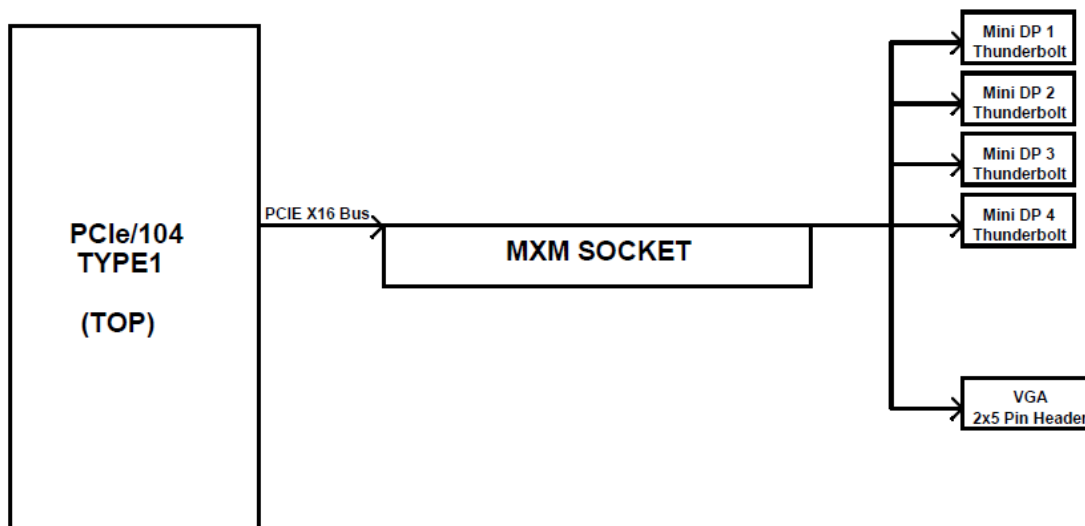 PCIe/104
TYPE1
(TOP)
PCIE X16 Bus
MXM SOCKET
Mini DP 1
Thunderbolt
Mini DP 2
Thunderbolt
Mini DP 3
Thunderbolt
Mini DP 4
Thunderbolt
VGA
2x5 Pin Header